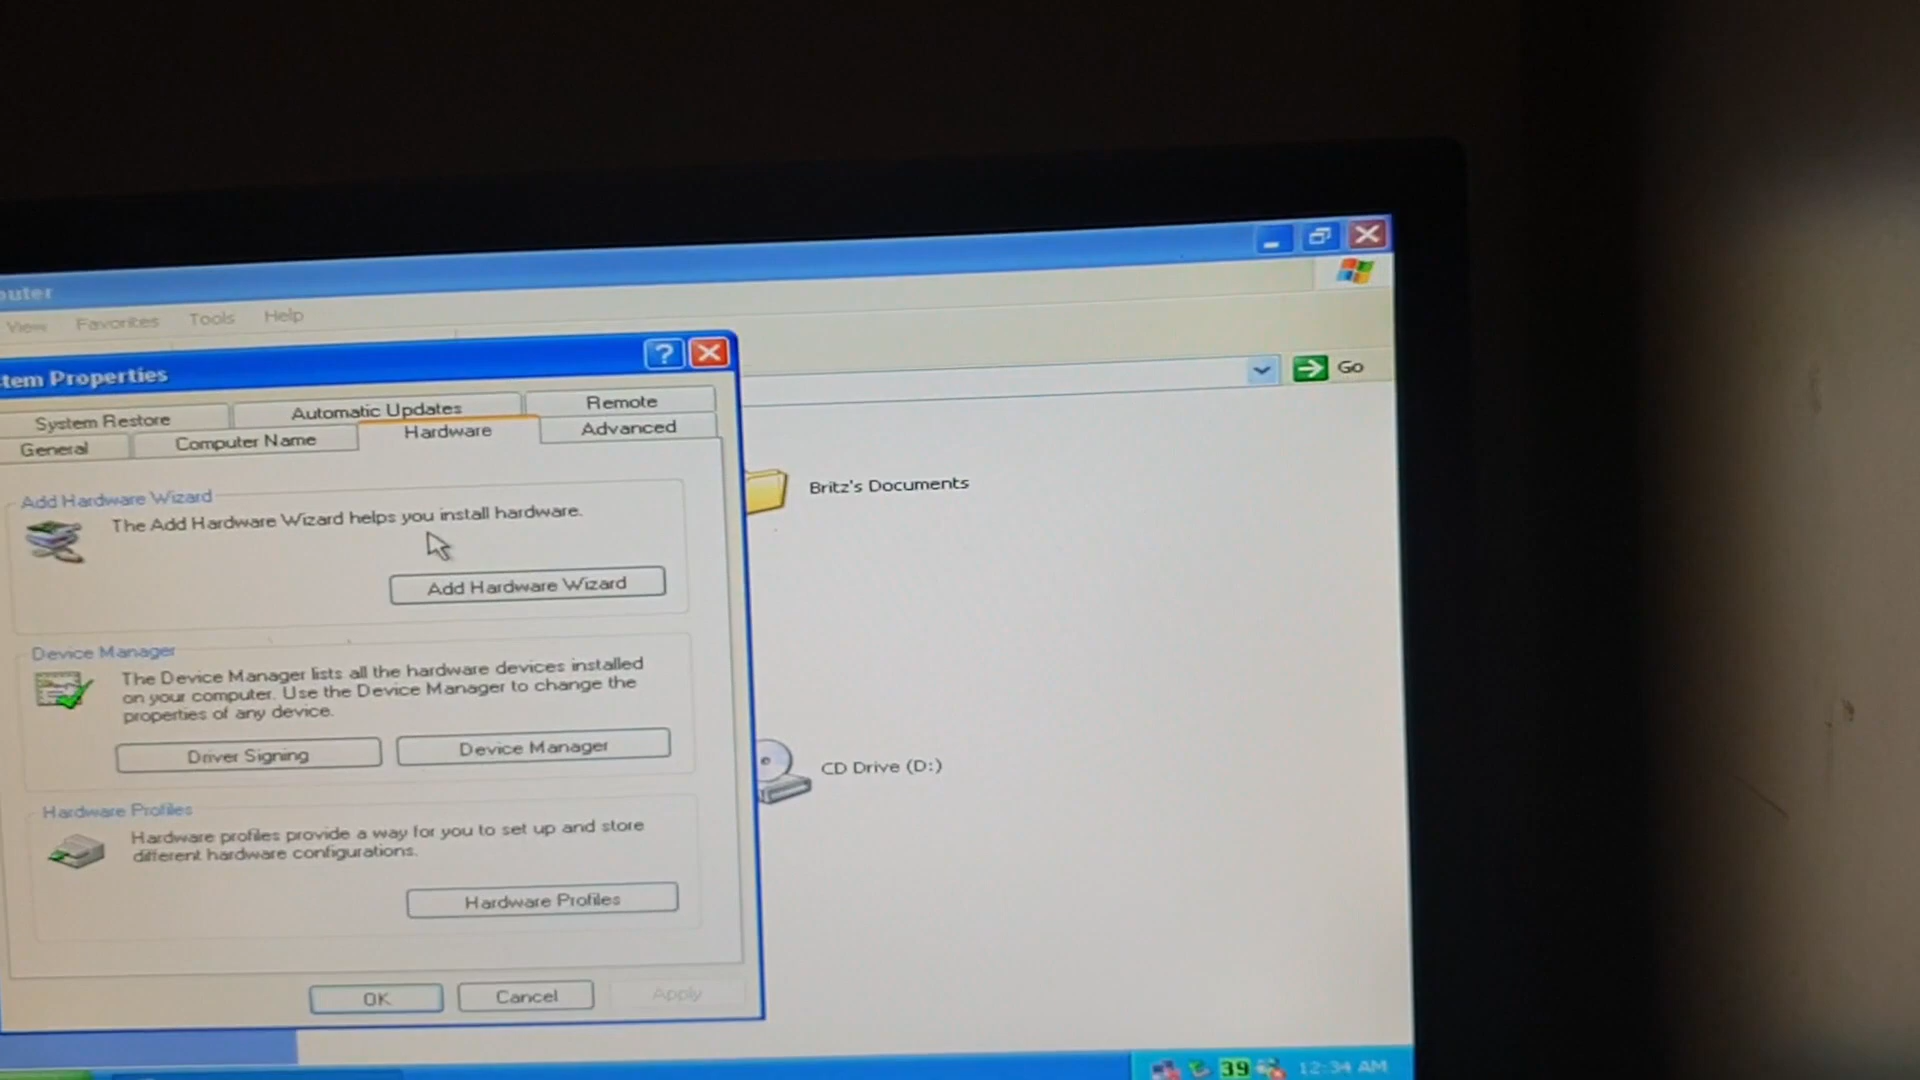 outer
View Favorites Tools Help
tem Properties
Go
System Restore Automatic Updates Remote
General Computer Name Hardware Advanced
Add Hardware Wizard
The Add Hardware Wizard helps you install hardware.
Add Hardware Wizard
Device Manager
The Device Manager lists all the hardware devices installed
on your computer. Use the Device Manager to change the
properties of any device.
Driver Signing Device Manager
Hardware Profiles
Hardware profiles provide a way for you to set up and store
different hardware configurations.
Hardware Profiles
OK Cancel Apply
Britz's Documents
CD Drive (D:)
39 12:34 AM